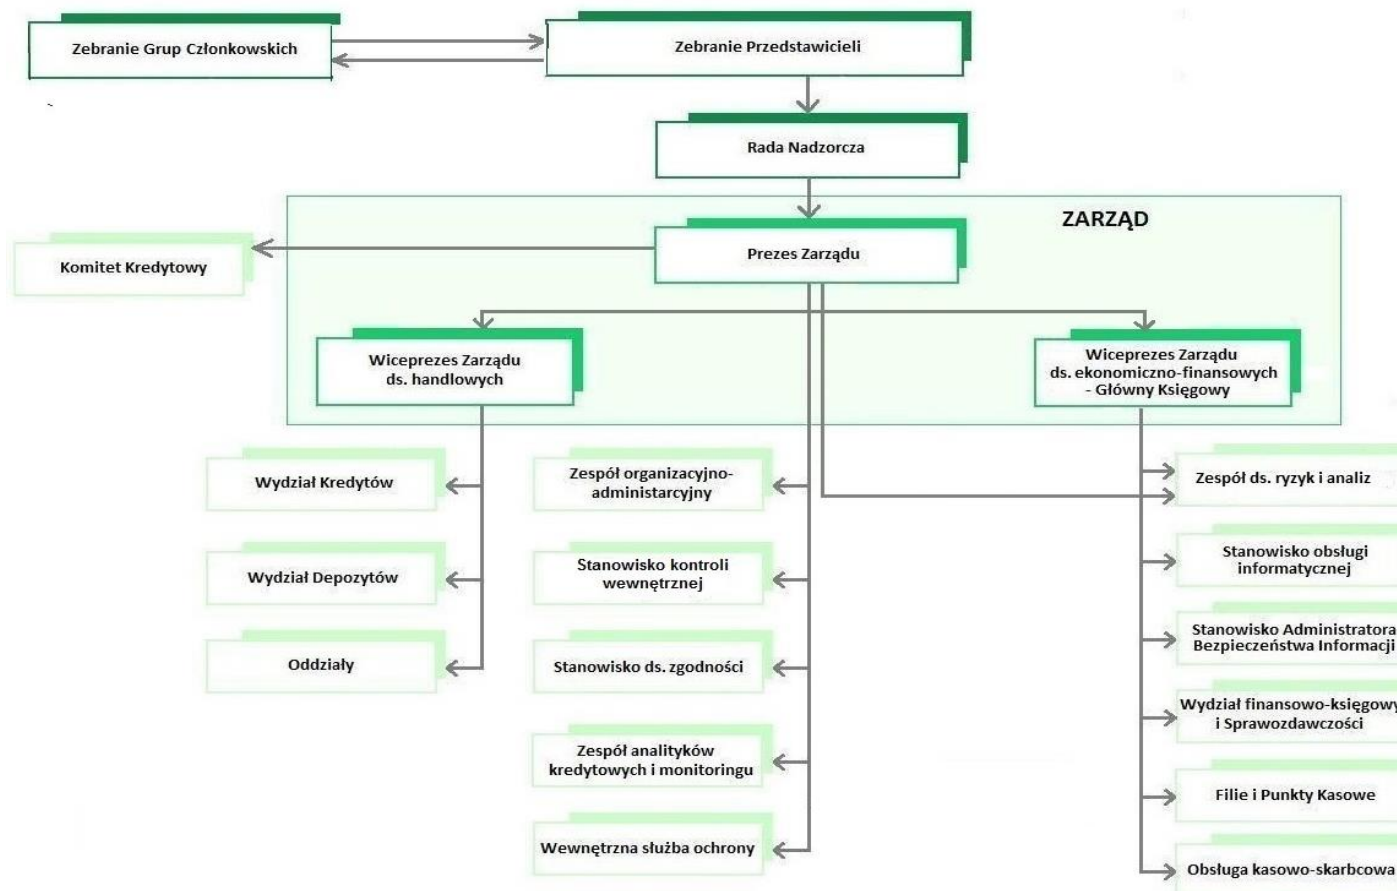 Zebranie Grup Członkowskich
Zebranie Przedstawicieli
Rada Nadzorcza
ZARZĄD
Prezes Zarządu
Komitet Kredytowy
Wiceprezes Zarządu
ds. handlowych
Wiceprezes Zarządu
ds. ekonomiczno-finansowych
- Główny Księgowy
Wydział Kredytów
Wydział Depozytów
Oddziały
Zespół organizacyjno-
administarcyjny
Stanowisko kontroli
wewnętrznej
Stanowisko ds. zgodności
Zespół analityków
kredytowych i monitoringu
Wewnętrzna służba ochrony
Zespół ds. ryzyk i analiz
Stanowisko obsługi
informatycznej
Stanowisko Administratora
Bezpieczeństwa Informacji
Wydział finansowo-księgowy
i Sprawozdawczości
Filie i Punkty Kasowe
Obsługa kasowo-skarbcowa